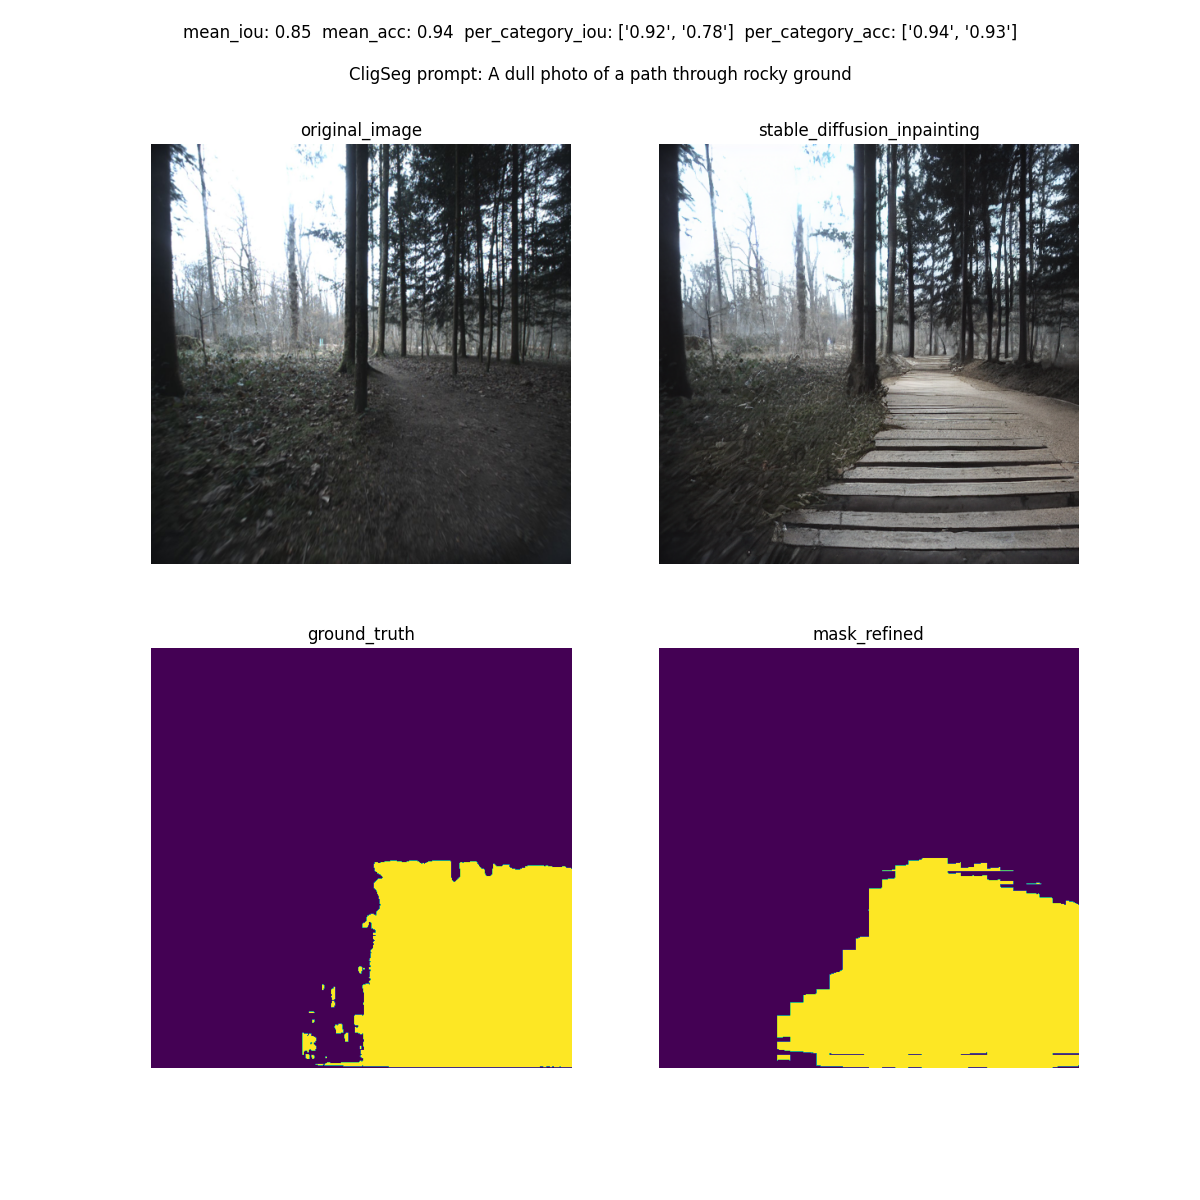 mean_iou: 0.85  mean_acc: 0.94  per_category_iou: ['0.92', '0.78']  per_category_acc: ['0.94', '0.93']
CligSeg prompt: A dull photo of a path through rocky ground
original_image
stable_diffusion_inpainting
ground_truth
mask_refined